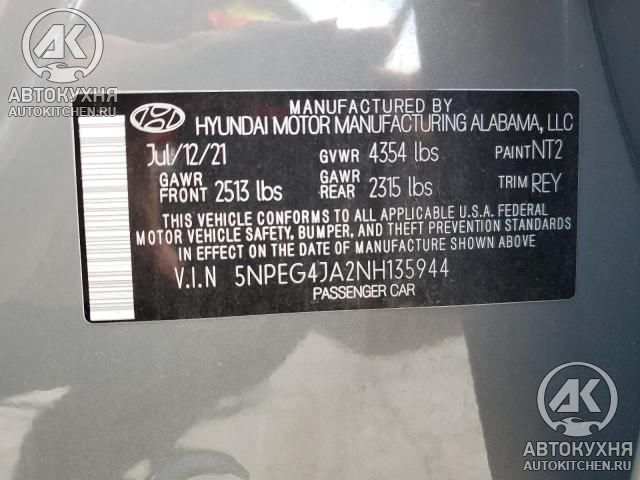 АВТОКУХНЯ
AUTOKITCHEN.RU
MANUFACTURED BY
HYUNDAI MOTOR MANUFACTURING ALABAMA, LLC
Jul/12/21 GVWR 4354 lbs PAINT NT2
GAWR FRONT 2513 lbs GAWR REAR 2315 lbs TRIM REY
THIS VEHICLE CONFORMS TO ALL APPLICABLE U.S.A. FEDERAL
MOTOR VEHICLE SAFETY, BUMPER, AND THEFT PREVENTION STANDARDS
IN EFFECT ON THE DATE OF MANUFACTURE SHOWN ABOVE.
V.I.N 5NPEG4JA2NH135944
PASSENGER CAR
АК
АВТОКУХНЯ
AUTOKITCHEN.RU